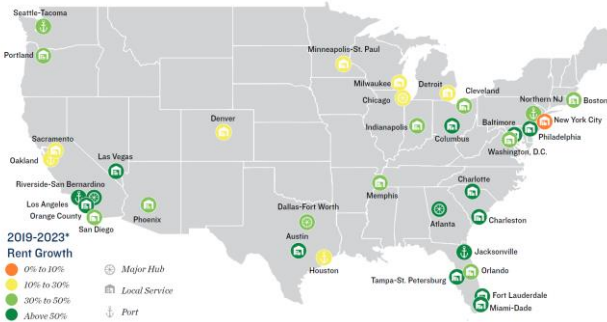 Seattle-Tacoma
Portland
Minneapolis-St. Paul
Milwaukee
Detroit
Cleveland
Chicago
Boston
Northern NJ
New York City
Baltimore
Philadelphia
Washington, D.C.
Indianapolis
Columbus
Denver
Sacramento
Oakland
Las Vegas
Riverside-San Bernardino
Los Angeles
Orange County
San Diego
Phoenix
Memphis
Charlotte
Dallas-Fort Worth
Atlanta
Charleston
Austin
Houston
Jacksonville
Orlando
Tampa-St. Petersburg
Fort Lauderdale
Miami-Dade
2019-2023*
Rent Growth
0% to 10%
10% to 30%
30% to 50%
Above 50%
Major Hub
Local Service
Port